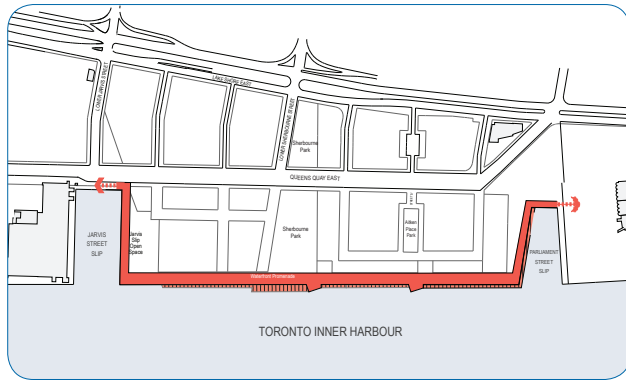 LOWER JARVIS STREET
LAKE SHORE EAST
LOWER SHERBOURNE STREET
Sherbourne
Park
QUEENS QUAY EAST
JARVIS
STREET
SLIP
Jarvis
Slip
Open
Space
Sherbourne
Park
Aitken
Place
Park
PARLIAMENT
STREET
SLIP
Waterfront Promenade
TORONTO INNER HARBOUR